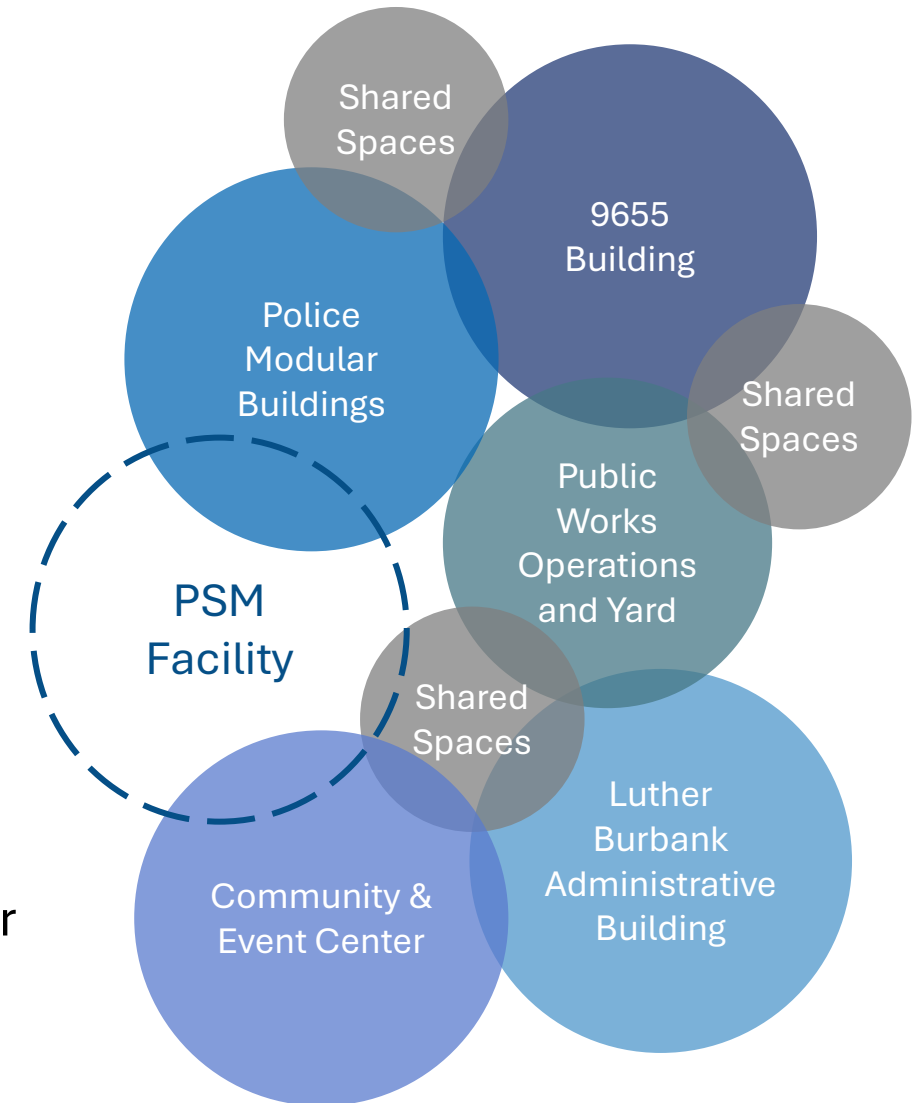 Shared
Spaces
9655
Building
Police
Modular
Buildings
Shared
Spaces
Public
Works
Operations
and Yard
PSM
Facility
Shared
Spaces
Luther
Burbank
Administrative
Building
Community &
Event Center
r